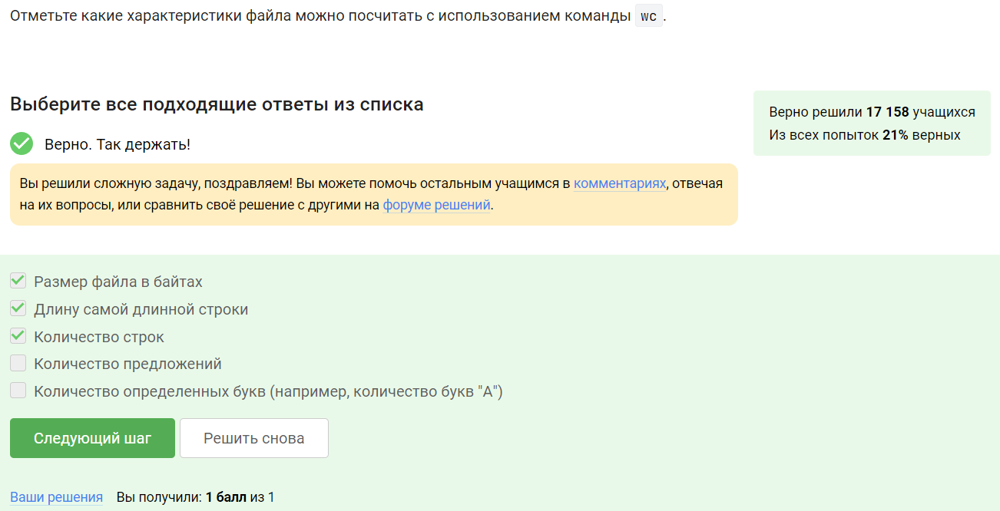 Отметьте какие характеристики файла можно посчитать с использованием команды wc.
Выберите все подходящие ответы из списка
Верно решили 17 158 учащихся
Из всех попыток 21% верных
Верно. Так держать!
Вы решили сложную задачу, поздравляем! Вы можете помочь остальным учащимся в комментариях, отвечая
на их вопросы, или сравнить своё решение с другими на форуме решений.
Размер файла в байтах
Длину самой длинной строки
Количество строк
Количество предложений
Количество определенных букв (например, количество букв "А")
Следующий шаг
Решить снова
Ваши решения Вы получили: 1 балл из 1